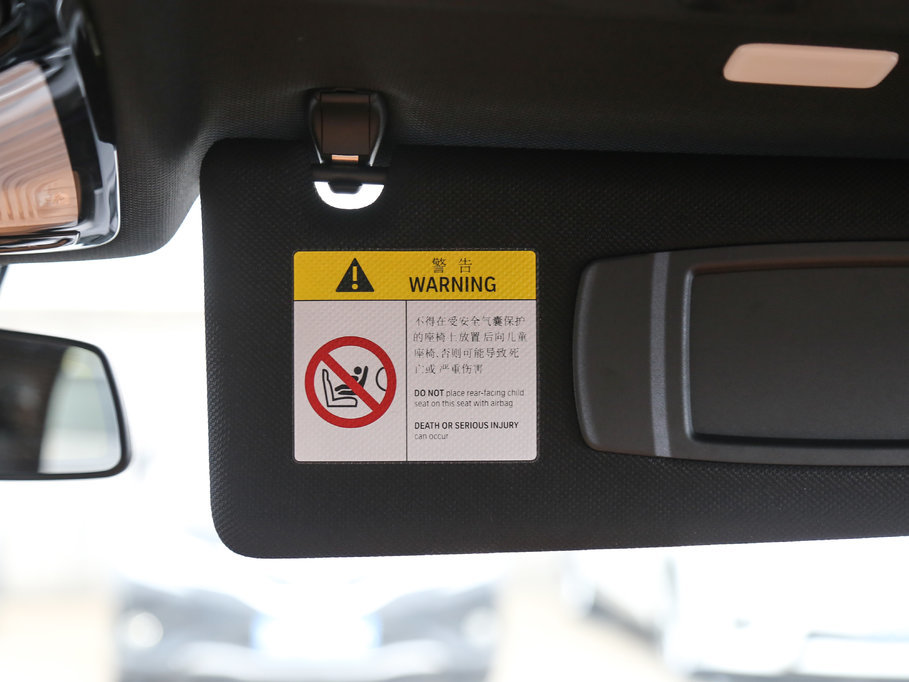 警告
WARNING
不得在受安全气囊保护
的座椅上放置后向儿童
座椅,否则可能导致死
亡或严重伤害
DO NOT place rear-facing child
seat on this seat with airbag
DEATH OR SERIOUS INJURY
can occur